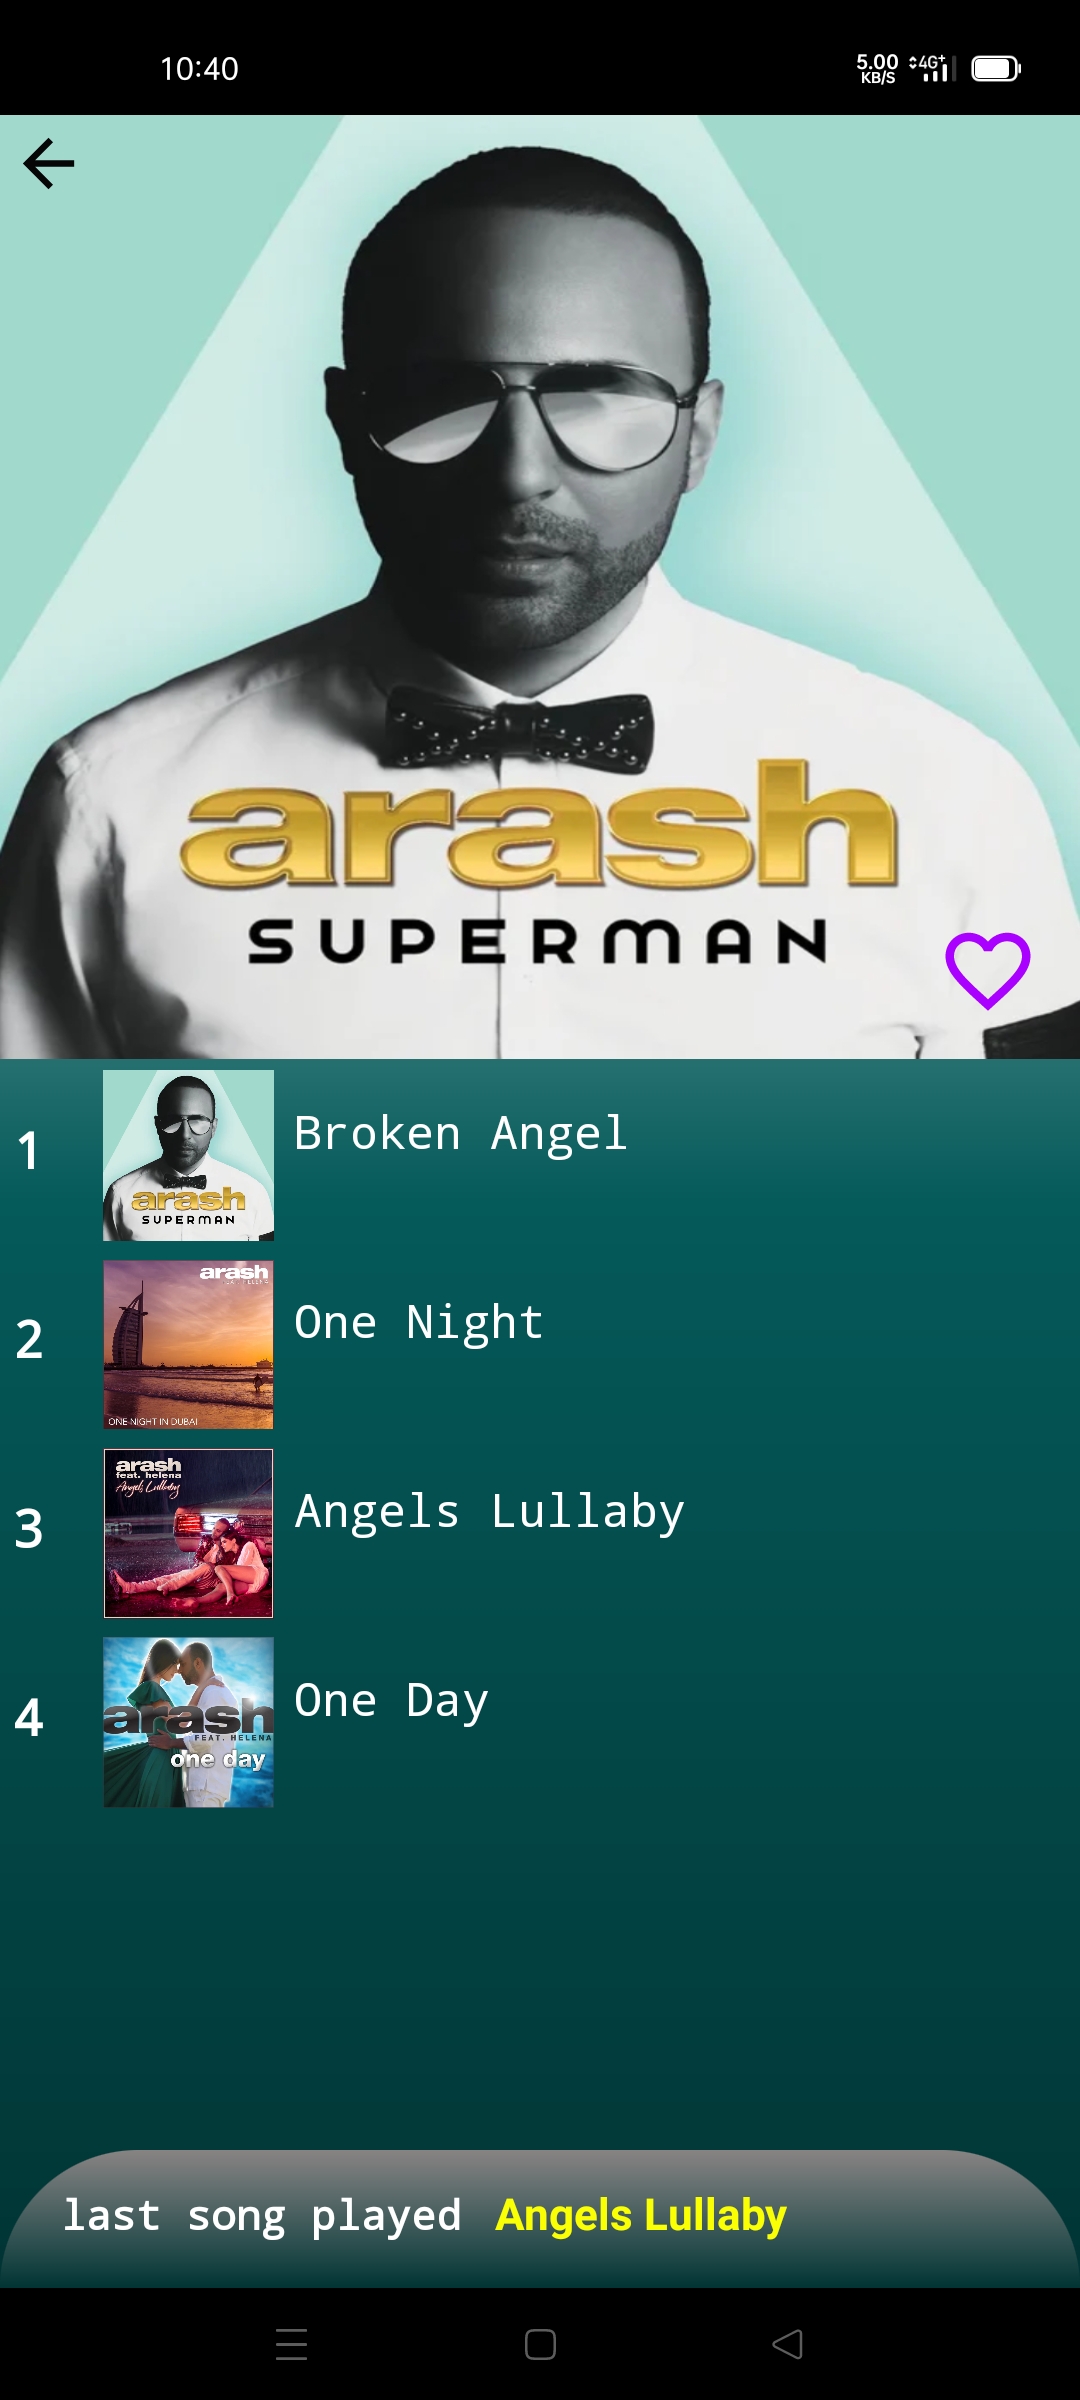 10:40
5.00
KB/S
4G+
arash
SUPERMAN
1
arash
SUPERMAN
Broken Angel
2
arash
ONE NIGHT IN DUBAI
One Night
3
arash
feat. helena
Angels Lullaby
Angels Lullaby
4
arash
FEAT. HELENA
one day
One Day
last song played Angels Lullaby